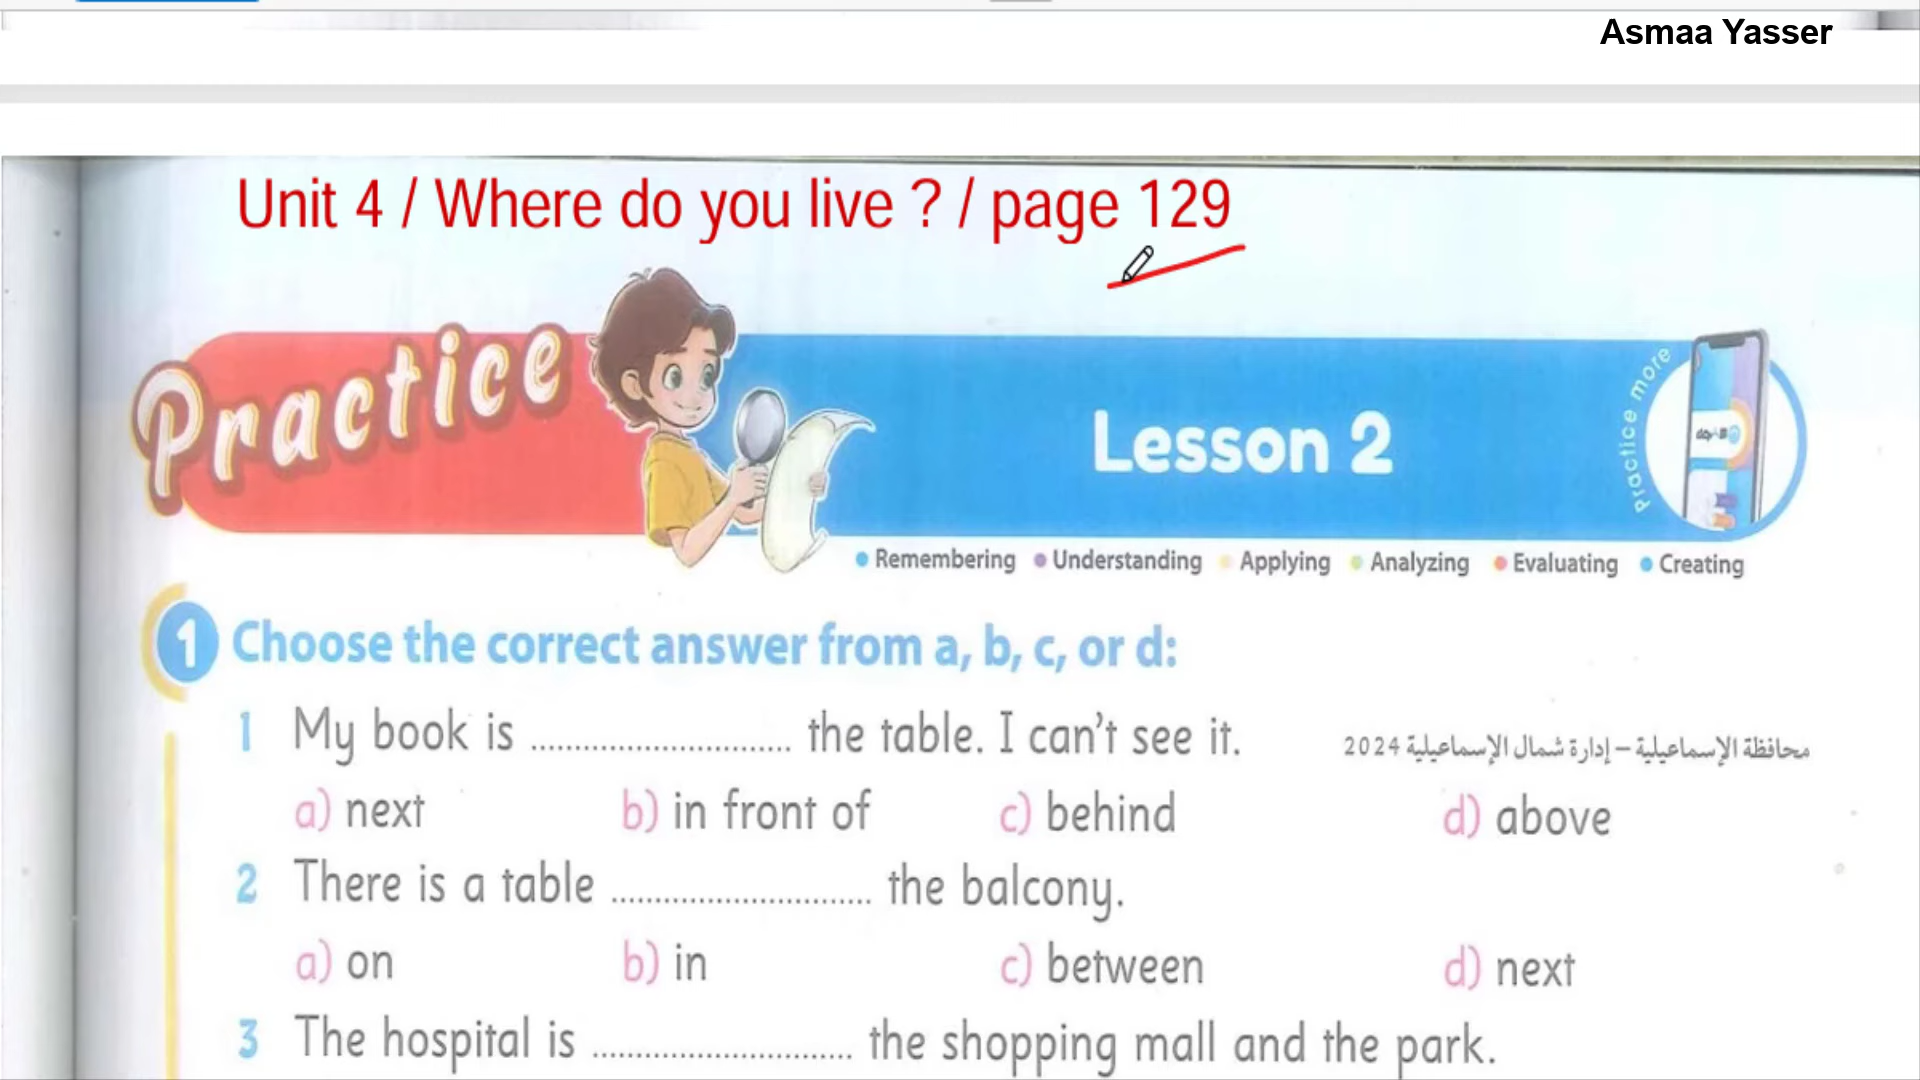 Asmaa Yasser
Unit 4 / Where do you live ? / page 129
Practice
Lesson 2
Practice more
Remembering Understanding Applying Analyzing Evaluating Creating
1 Choose the correct answer from a, b, c, or d:
1 My book is .............................. the table. I can't see it. محافظة الإسماعيلية – إدارة شمال الإسماعيلية 2024
a) next b) in front of c) behind d) above
2 There is a table .............................. the balcony.
a) on b) in c) between d) next
3 The hospital is .............................. the shopping mall and the park.